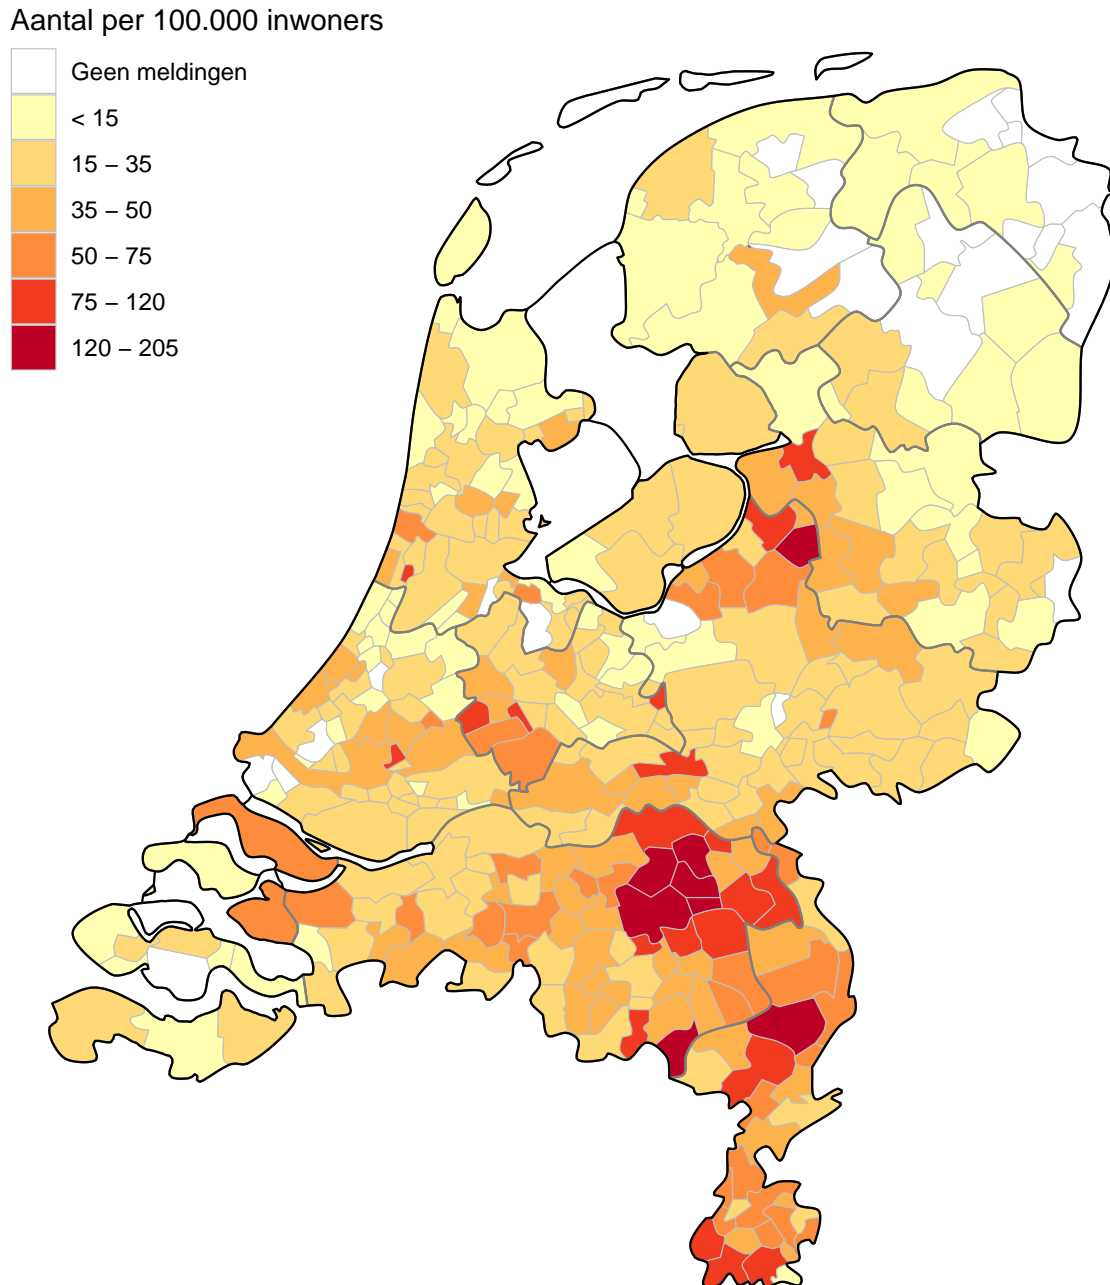 Aantal per 100.000 inwoners
Geen meldingen
< 15
15 – 35
35 – 50
50 – 75
75 – 120
120 – 205